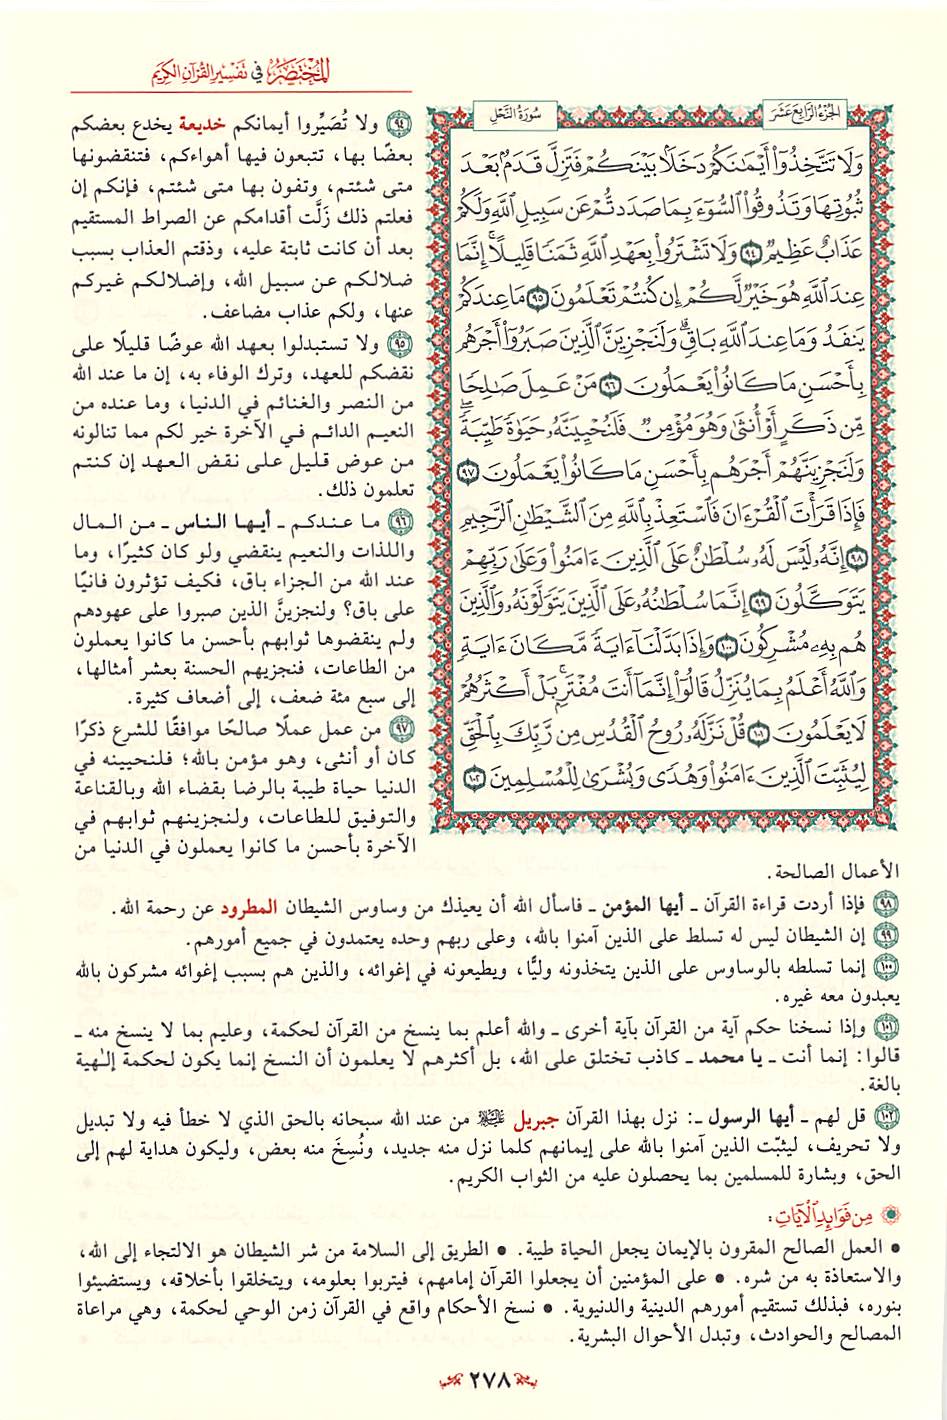 المختصر في تفسير القرآن الكريم
الجزء الرابع عشر
سورة النحل
وَلَا تَتَّخِذُوٓا۟ أَيْمَـٰنَكُمْ دَخَلًۢا بَيْنَكُمْ فَتَزِلَّ قَدَمٌۢ بَعْدَ
ثُبُوتِهَا وَتَذُوقُوا۟ ٱلسُّوٓءَ بِمَا صَدَدتُّمْ عَن سَبِيلِ ٱللَّهِ وَلَكُمْ
عَذَابٌ عَظِيمٌ ٩٤ وَلَا تَشْتَرُوا۟ بِعَهْدِ ٱللَّهِ ثَمَنًا قَلِيلًا ۚ إِنَّمَا
عِندَ ٱللَّهِ هُوَ خَيْرٌ لَّكُمْ إِن كُنتُمْ تَعْلَمُونَ ٩٥ مَا عِندَكُمْ
يَنفَدُ وَمَا عِندَ ٱللَّهِ بَاقٍ ۗ وَلَنَجْزِيَنَّ ٱلَّذِينَ صَبَرُوٓا۟ أَجْرَهُم
بِأَحْسَنِ مَا كَانُوا۟ يَعْمَلُونَ ٩٦ مَنْ عَمِلَ صَـٰلِحًا
مِّن ذَكَرٍ أَوْ أُنثَىٰ وَهُوَ مُؤْمِنٌ فَلَنُحْيِيَنَّهُۥ حَيَوٰةً طَيِّبَةً ۖ
وَلَنَجْزِيَنَّهُمْ أَجْرَهُم بِأَحْسَنِ مَا كَانُوا۟ يَعْمَلُونَ ٩٧
فَإِذَا قَرَأْتَ ٱلْقُرْءَانَ فَٱسْتَعِذْ بِٱللَّهِ مِنَ ٱلشَّيْطَـٰنِ ٱلرَّجِيمِ
٩٨ إِنَّهُۥ لَيْسَ لَهُۥ سُلْطَـٰنٌ عَلَى ٱلَّذِينَ ءَامَنُوا۟ وَعَلَىٰ رَبِّهِمْ
يَتَوَكَّلُونَ ٩٩ إِنَّمَا سُلْطَـٰنُهُۥ عَلَى ٱلَّذِينَ يَتَوَلَّوْنَهُۥ وَٱلَّذِينَ
هُم بِهِۦ مُشْرِكُونَ ١٠٠ وَإِذَا بَدَّلْنَآ ءَايَةً مَّكَانَ ءَايَةٍ
وَٱللَّهُ أَعْلَمُ بِمَا يُنَزِّلُ قَالُوٓا۟ إِنَّمَآ أَنتَ مُفْتَرٍۭ ۚ بَلْ أَكْثَرُهُمْ
لَا يَعْلَمُونَ ١٠١ قُلْ نَزَّلَهُۥ رُوحُ ٱلْقُدُسِ مِن رَّبِّكَ بِٱلْحَقِّ
لِيُثَبِّتَ ٱلَّذِينَ ءَامَنُوا۟ وَهُدًى وَبُشْرَىٰ لِلْمُسْلِمِينَ ١٠٢
٩٤ ولا تُصَيِّروا أيمانكم خديعة يخدع بعضكم
بعضًا بها، تتبعون فيها أهواءكم، فتنقضونها
متى شئتم، وتفون بها متى شئتم، فإنكم إن
فعلتم ذلك زَلَّت أقدامكم عن الصراط المستقيم
بعد أن كانت ثابتة عليه، وذقتم العذاب بسبب
ضلالكم عن سبيل الله، وإضلالكم غيركم
عنها، ولكم عذاب مضاعف.
٩٥ ولا تستبدلوا بعهد الله عوضًا قليلًا على
نقضكم للعهد، وترك الوفاء به، إن ما عند الله
من النصر والغنائم في الدنيا، وما عنده من
النعيم الدائم في الآخرة خير لكم مما تنالونه
من عوض قليل على نقض العهد إن كنتم
تعلمون ذلك.
٩٦ ما عندكم ـ أيها الناس ـ من المال
واللذات والنعيم ينقضي ولو كان كثيرًا، وما
عند الله من الجزاء باق، فكيف تؤثرون فانيًا
على باق؟ ولنجزينَّ الذين صبروا على عهودهم
ولم ينقضوها ثوابهم بأحسن ما كانوا يعملون
من الطاعات، فنجزيهم الحسنة بعشر أمثالها،
إلى سبع مئة ضعف، إلى أضعاف كثيرة.
٩٧ من عمل عملًا صالحًا موافقًا للشرع ذكرًا
كان أو أنثى، وهو مؤمن بالله؛ فلنحيينه في
الدنيا حياة طيبة بالرضا بقضاء الله وبالقناعة
والتوفيق للطاعات، ولنجزينهم ثوابهم في
الآخرة بأحسن ما كانوا يعملون في الدنيا من
الأعمال الصالحة.
٩٨ فإذا أردت قراءة القرآن ـ أيها المؤمن ـ فاسأل الله أن يعيذك من وساوس الشيطان المطرود عن رحمة الله.
٩٩ إن الشيطان ليس له تسلط على الذين آمنوا بالله، وعلى ربهم وحده يعتمدون في جميع أمورهم.
١٠٠ إنما تسلطه بالوساوس على الذين يتخذونه وليًّا، ويطيعونه في إغوائه، والذين هم بسبب إغوائه مشركون بالله
يعبدون معه غيره.
١٠١ وإذا نسخنا حكم آية من القرآن بآية أخرى ـ والله أعلم بما ينسخ من القرآن لحكمة، وعليم بما لا ينسخ منه ـ
قالوا: إنما أنت ـ يا محمد ـ كاذب تختلق على الله، بل أكثرهم لا يعلمون أن النسخ إنما يكون لحكمة إلٰهية
بالغة.
١٠٢ قل لهم ـ أيها الرسول ـ: نزل بهذا القرآن جبريل عليه السلام من عند الله سبحانه بالحق الذي لا خطأ فيه ولا تبديل
ولا تحريف، ليثبّت الذين آمنوا بالله على إيمانهم كلما نزل منه جديد، ونُسِخَ منه بعض، وليكون هداية لهم إلى
الحق، وبشارة للمسلمين بما يحصلون عليه من الثواب الكريم.
من فوائد الآيات:
• العمل الصالح المقرون بالإيمان يجعل الحياة طيبة. • الطريق إلى السلامة من شر الشيطان هو الالتجاء إلى الله،
والاستعاذة به من شره. • على المؤمنين أن يجعلوا القرآن إمامهم، فيتربوا بعلومه، ويتخلقوا بأخلاقه، ويستضيئوا
بنوره، فبذلك تستقيم أمورهم الدينية والدنيوية. • نسخ الأحكام واقع في القرآن زمن الوحي لحكمة، وهي مراعاة
المصالح والحوادث، وتبدل الأحوال البشرية.
٢٧٨